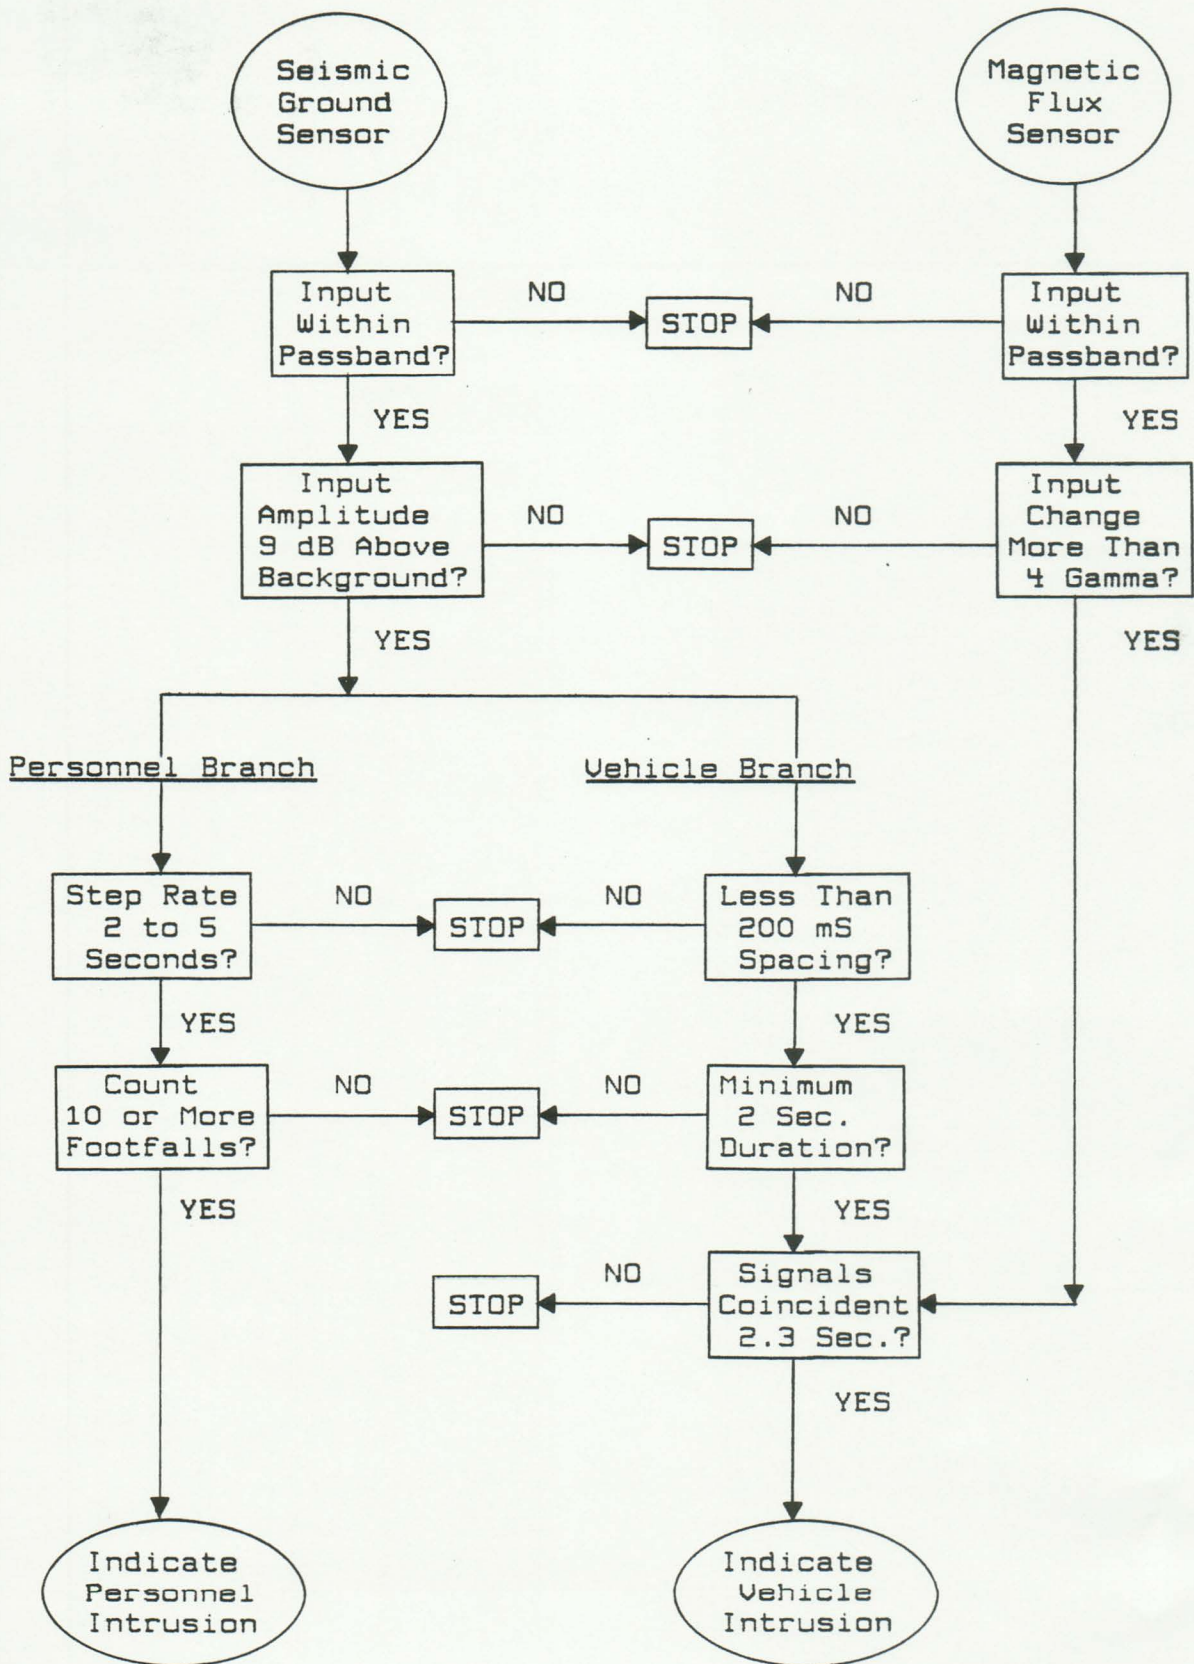 Seismic
Ground
Sensor
Magnetic
Flux
Sensor
Input
Within
Passband?
NO
STOP
NO
Input
Within
Passband?
YES
YES
Input
Amplitude
9 dB Above
Background?
NO
STOP
NO
Input
Change
More Than
4 Gamma?
YES
YES
Personnel Branch
Vehicle Branch
Step Rate
2 to 5
Seconds?
NO
STOP
NO
Less Than
200 mS
Spacing?
YES
YES
Count
10 or More
Footfalls?
NO
STOP
NO
Minimum
2 Sec.
Duration?
YES
YES
STOP
NO
Signals
Coincident
2.3 Sec.?
YES
Indicate
Personnel
Intrusion
Indicate
Vehicle
Intrusion